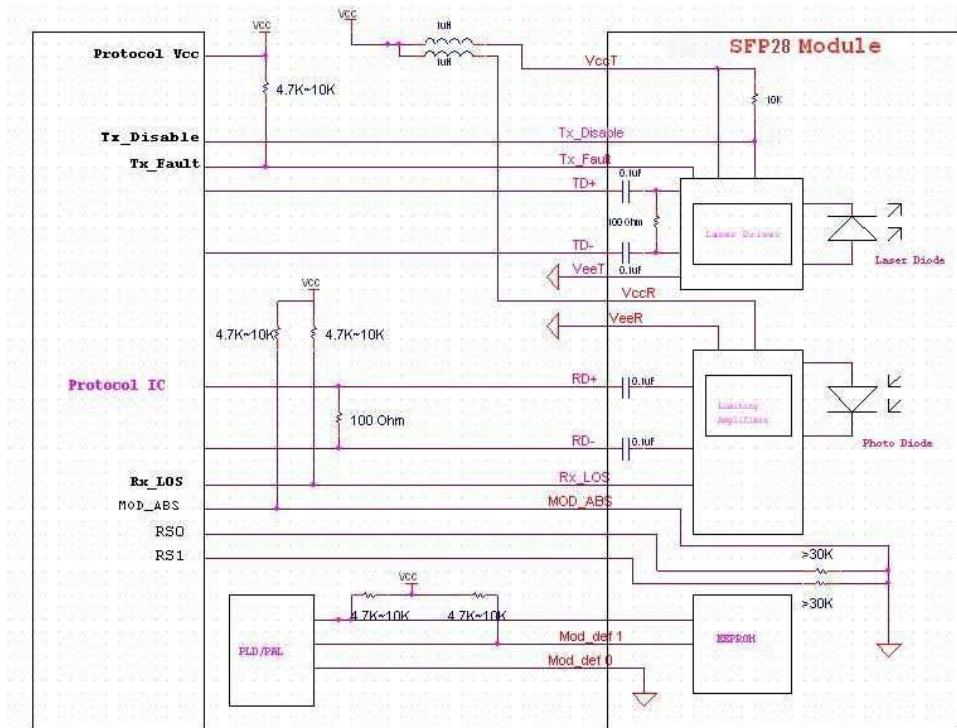 VCC
VCC
1uH
1uH
SFP28 Module
Protocol Vcc
VccT
4.7K~10K
10K
Tx_Disable
Tx_Disable
Tx_Fault
Tx_Fault
0.1uF
TD+
100 Ohm
Laser Driver
TD-
0.1uF
VeeT
Laser Diode
VCC
VccR
VeeR
4.7K~10K
4.7K~10K
Protocol IC
RD+
0.1uF
100 Ohm
Limiting
Amplifiers
RD-
0.1uF
Photo Diode
Rx_LOS
Rx_LOS
MOD_ABS
MOD_ABS
RS0
RS1
>30K
>30K
VCC
4.7K~10K
4.7K~10K
PLD/PAL
Mod_def 1
Mod_def 0
EEPROM